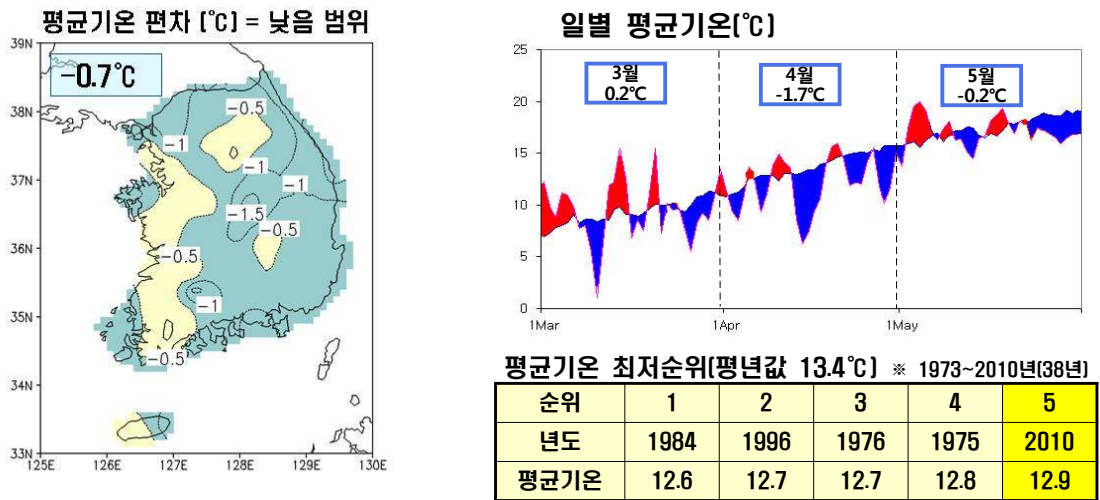 평균기온 편차 [℃] = 낮음 범위
-0.7℃
39N
38N
37N
36N
35N
34N
33N
125E 126E 127E 128E 129E 130E
-0.5
-1
-1
-1
-1.5
-0.5
-0.5
-1
-0.5
일별 평균기온[℃]
25
20
15
10
5
0
3월
0.2℃
4월
-1.7℃
5월
-0.2℃
1Mar 1Apr 1May
평균기온 최저순위[평년값 13.4℃] ※ 1973~2010년[38년]
순위 1 2 3 4 5
년도 1984 1996 1976 1975 2010
평균기온 12.6 12.7 12.7 12.8 12.9